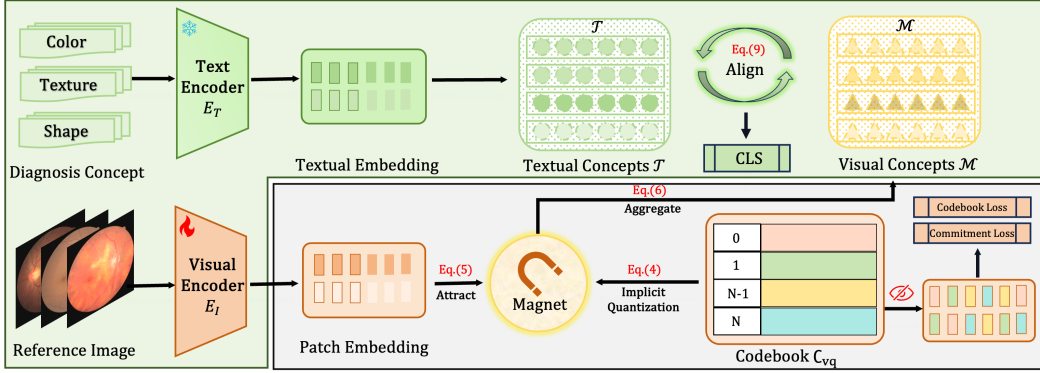 Color
Texture
Shape
Diagnosis Concept
Text
Encoder
E_T
Textual Embedding
𝒯
Textual Concepts 𝒯
Eq.(9)
Align
CLS
ℳ
Visual Concepts ℳ
Reference Image
Visual
Encoder
E_I
Patch Embedding
Eq.(5)
Attract
Magnet
Eq.(6)
Aggregate
Eq.(4)
Implicit
Quantization
0
1
N-1
N
Codebook C_vq
Codebook Loss
Commitment Loss